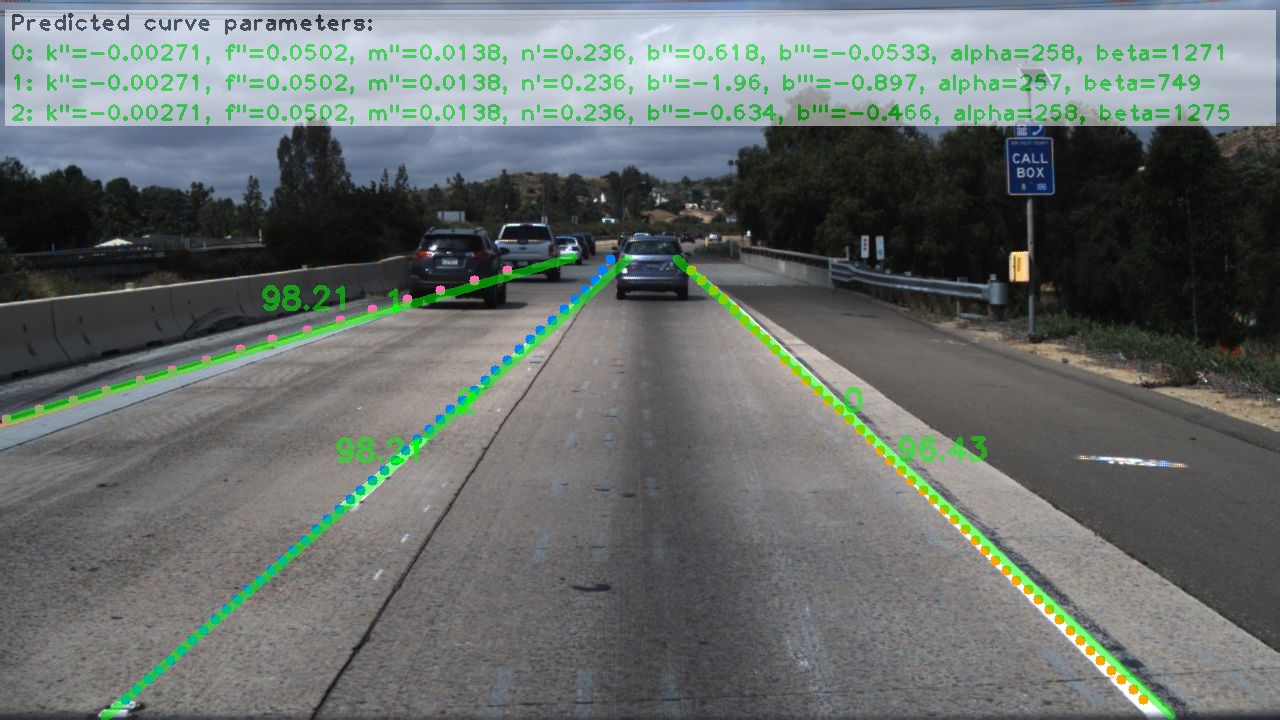 Predicted curve parameters:
0: k''=-0.00271, f''=0.0502, m''=0.0138, n'=0.236, b''=0.618, b'''=-0.0533, alpha=258, beta=1271
1: k''=-0.00271, f''=0.0502, m''=0.0138, n'=0.236, b''=-1.96, b'''=-0.897, alpha=257, beta=749
2: k''=-0.00271, f''=0.0502, m''=0.0138, n'=0.236, b''=-0.634, b'''=-0.466, alpha=258, beta=1275
CALL
BOX
98.21 1
2 0
98.21 96.43